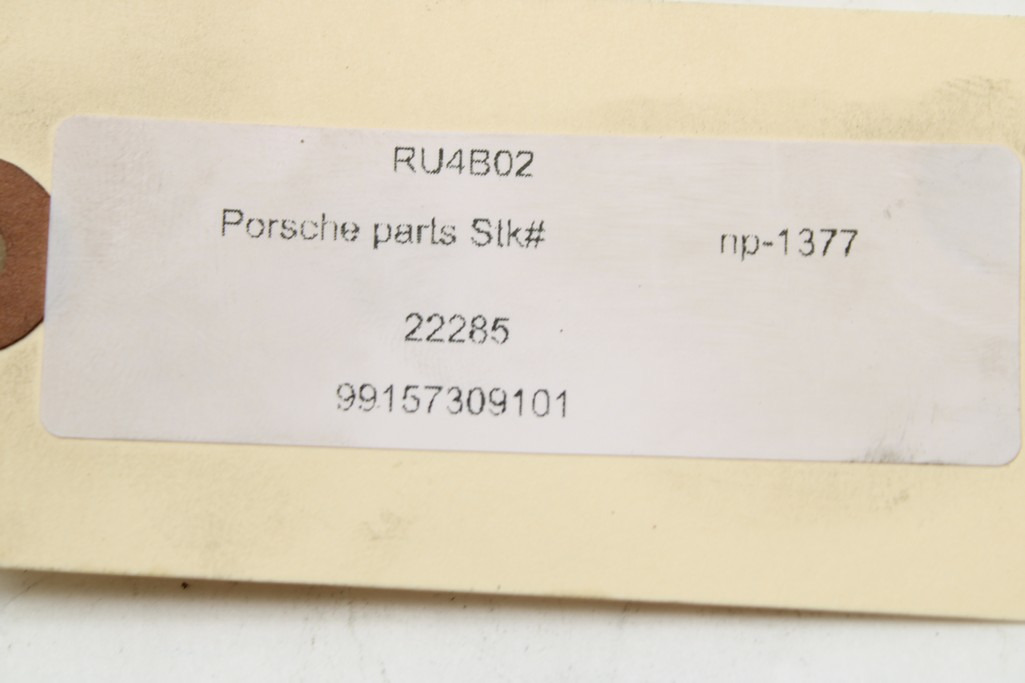 RU4B02
Porsche parts Stk# np-1377
22285
99157309101